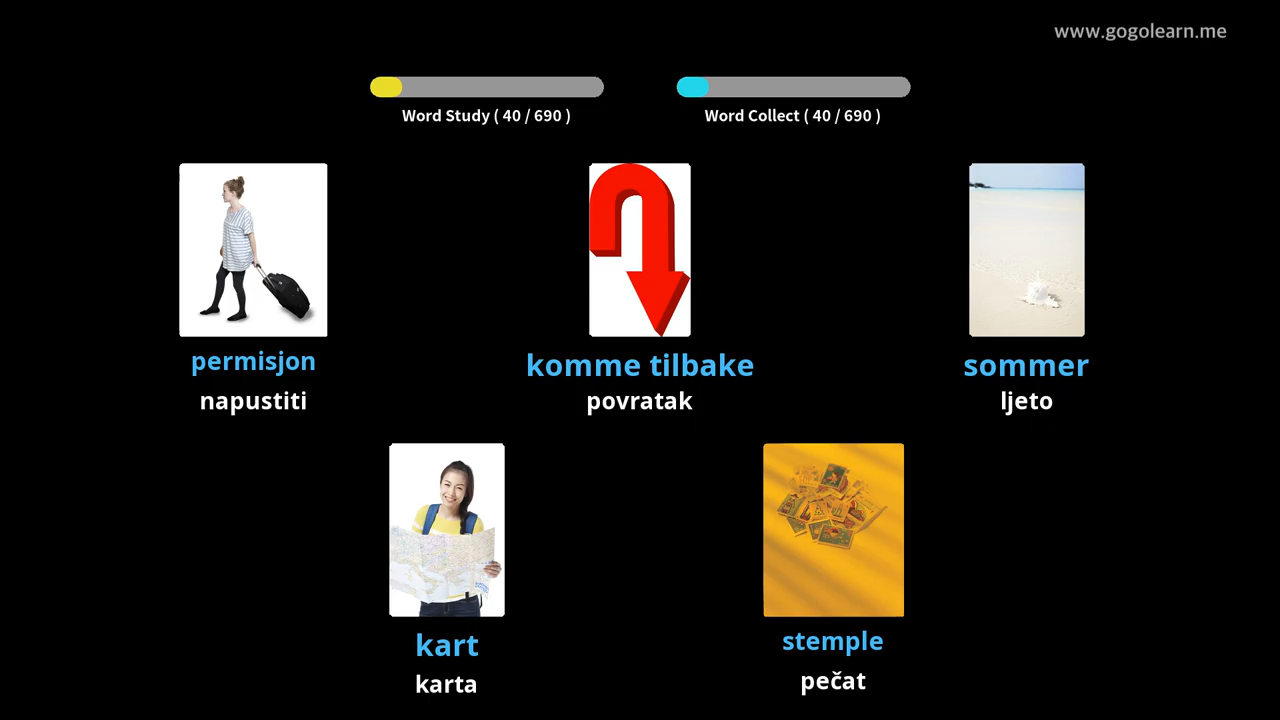 www.gogolearn.me
Word Study ( 40 / 690 )
Word Collect ( 40 / 690 )
permisjon
napustiti
komme tilbake
povratak
sommer
ljeto
kart
karta
stemple
pečat